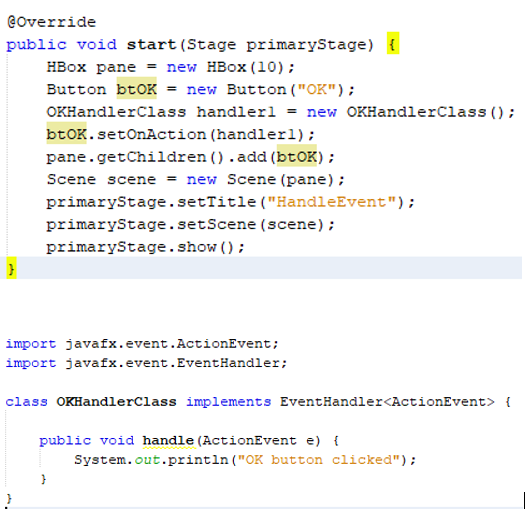 @Override
public void start(Stage primaryStage) {
HBox pane = new HBox(10);
Button btOK = new Button("OK");
OKHandlerClass handler1 = new OKHandlerClass();
btOK.setOnAction(handler1);
pane.getChildren().add(btOK);
Scene scene = new Scene(pane);
primaryStage.setTitle("HandleEvent");
primaryStage.setScene(scene);
primaryStage.show();
}
import javafx.event.ActionEvent;
import javafx.event.EventHandler;
class OKHandlerClass implements EventHandler<ActionEvent> {
public void handle(ActionEvent e) {
System.out.println("OK button clicked");
}
}